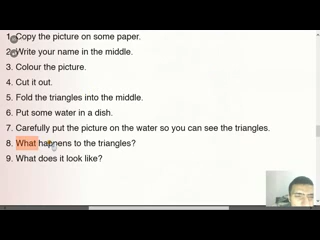 1. Copy the picture on some paper.
2. Write your name in the middle.
3. Colour the picture.
4. Cut it out.
5. Fold the triangles into the middle.
6. Put some water in a dish.
7. Carefully put the picture on the water so you can see the triangles.
8. What happens to the triangles?
9. What does it look like?